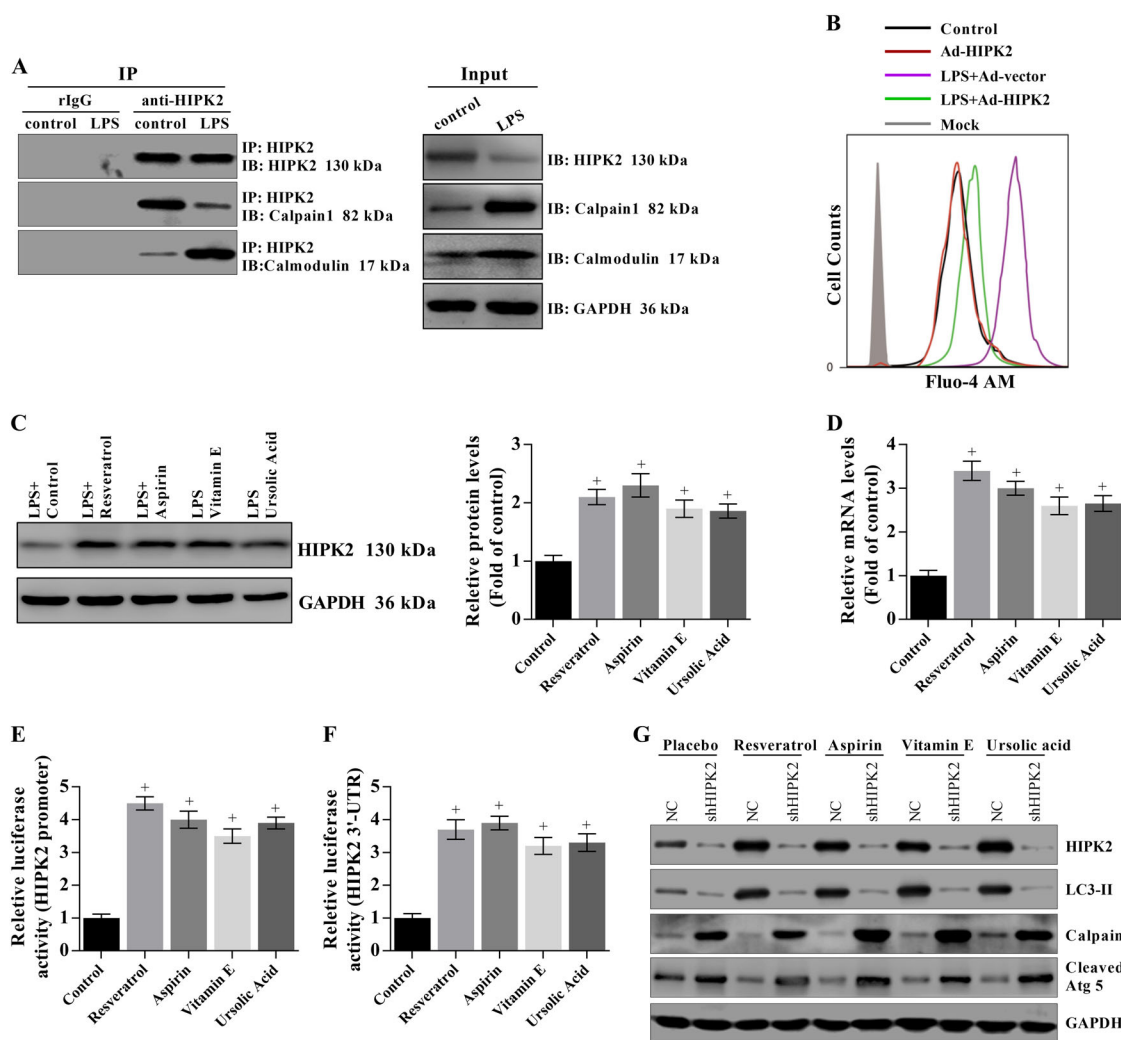 A
IP
rIgG anti-HIPK2
control LPS control LPS
IP: HIPK2
IB: HIPK2 130 kDa
IP: HIPK2
IB: Calpain1 82 kDa
IP: HIPK2
IB:Calmodulin 17 kDa
Input
control LPS
IB: HIPK2 130 kDa
IB: Calpain1 82 kDa
IB: Calmodulin 17 kDa
IB: GAPDH 36 kDa
B
Control
Ad-HIPK2
LPS+Ad-vector
LPS+Ad-HIPK2
Mock
Cell Counts
0
Fluo-4 AM
C
LPS+
Control
LPS+
Resveratrol
LPS+
Aspirin
LPS
Vitamin E
LPS
Ursolic Acid
HIPK2 130 kDa
GAPDH 36 kDa
Reletive protein levels
(Fold of control)
3
2
1
0
+ + + +
Control
Resveratrol
Aspirin
Vitamin E
Ursolic Acid
D
Reletive mRNA levels
(Fold of control)
4
3
2
1
0
+ + + +
Control
Resveratrol
Aspirin
Vitamin E
Ursolic Acid
E
Reletive luciferase
activity (HIPK2 promoter)
5
4
3
2
1
0
+ + + +
Control
Resveratrol
Aspirin
Vitamin E
Ursolic Acid
F
Reletive luciferase
activity (HIPK2 3'-UTR)
5
4
3
2
1
0
+ + + +
Control
Resveratrol
Aspirin
Vitamin E
Ursolic Acid
G
Placebo Resveratrol Aspirin Vitamin E Ursolic acid
NC shHIPK2 NC shHIPK2 NC shHIPK2 NC shHIPK2 NC shHIPK2
HIPK2
LC3-II
Calpain
Cleaved
Atg 5
GAPDH